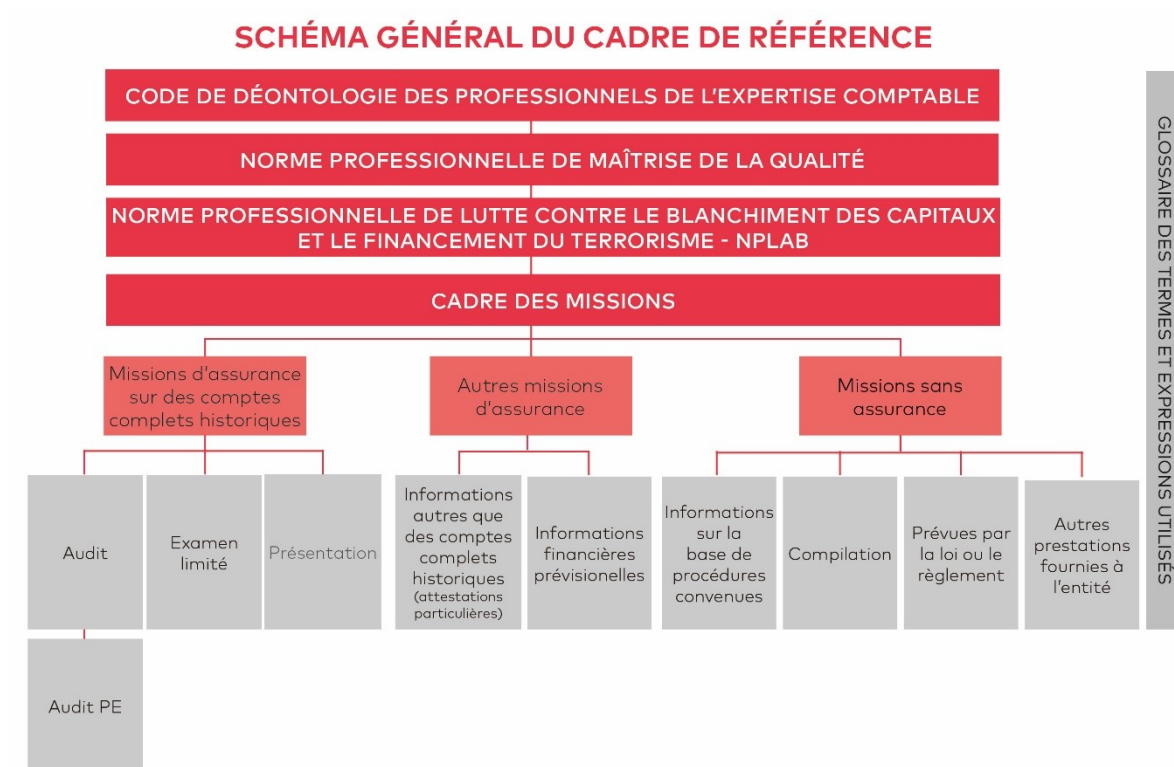 SCHÉMA GÉNÉRAL DU CADRE DE RÉFÉRENCE
CODE DE DÉONTOLOGIE DES PROFESSIONNELS DE L'EXPERTISE COMPTABLE
NORME PROFESSIONNELLE DE MAÎTRISE DE LA QUALITÉ
NORME PROFESSIONNELLE DE LUTTE CONTRE LE BLANCHIMENT DES CAPITAUX
ET LE FINANCEMENT DU TERRORISME - NPLAB
CADRE DES MISSIONS
Missions d'assurance
sur des comptes
complets historiques
Autres missions
d'assurance
Missions sans
assurance
Audit
Examen
limité
Présentation
Informations
autres que
des comptes
complets
historiques
(attestations
particulières)
Informations
financières
prévisionelles
Informations
sur la
base de
procédures
convenues
Compilation
Prévues par
la loi ou le
règlement
Autres
prestations
fournies à
l'entité
Audit PE
GLOSSAIRE DES TERMES ET EXPRESSIONS UTILISÉS